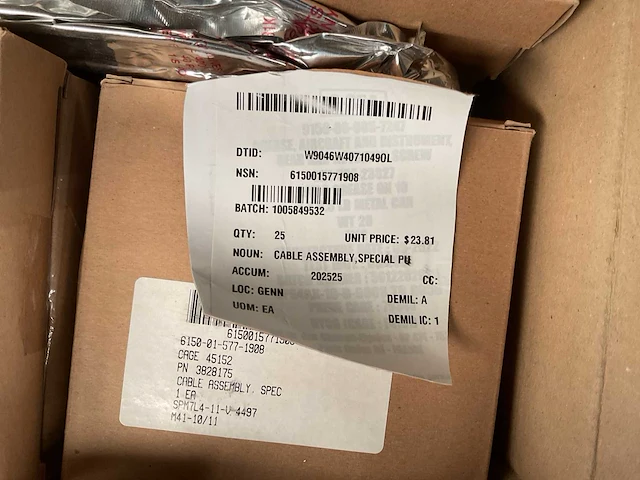 DTID: W9046W40710490L
NSN: 6150015771908
BATCH: 1005849532
QTY: 25 UNIT PRICE: $23.81
NOUN: CABLE ASSEMBLY,SPECIAL PU
ACCUM: 202525 CC:
LOC: GENN DEMIL: A
UOM: EA DEMIL IC: 1
6150-01-577-1908
CAGE 45152
PN 3828175
CABLE ASSEMBLY, SPEC
1 EA
SPM7L4-11-V-4497
M41-10/11